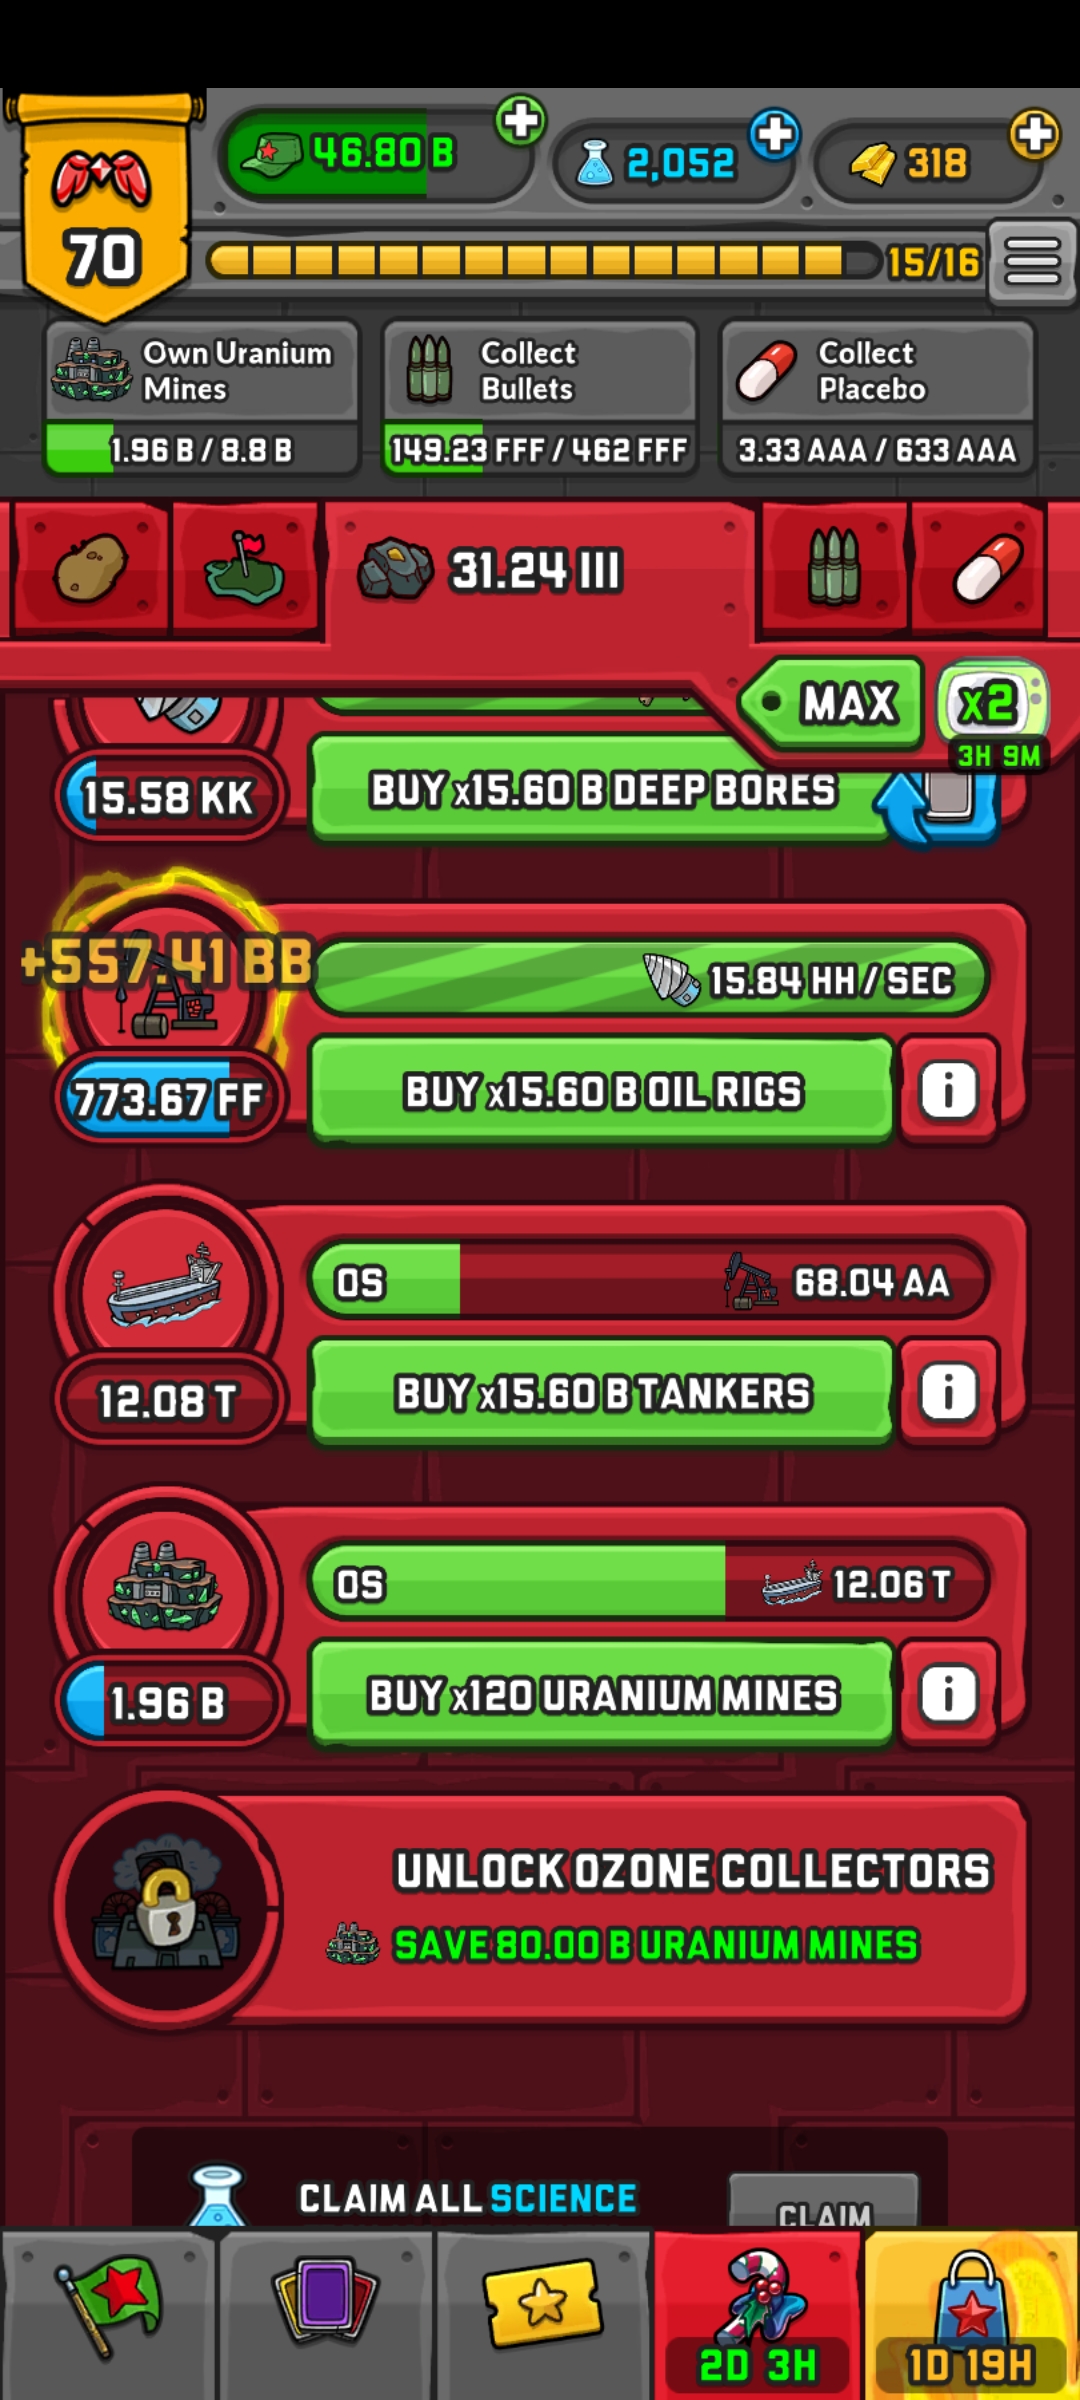 46.80 B
2,052
318
70
15/16
Own Uranium
Mines
1.96 B / 8.8 B
Collect
Bullets
149.23 FFF / 462 FFF
Collect
Placebo
3.33 AAA / 633 AAA
31.24 III
MAX
x2
3H 9M
15.58 KK
BUY x15.60 B DEEP BORES
+557.41 BB
15.84 HH / SEC
773.67 FF
BUY x15.60 B OIL RIGS
i
0S
68.04 AA
12.08 T
BUY x15.60 B TANKERS
i
0S
12.06 T
1.96 B
BUY x120 URANIUM MINES
i
UNLOCK OZONE COLLECTORS
SAVE 80.00 B URANIUM MINES
CLAIM ALL SCIENCE
CLAIM
2D 3H
1D 19H